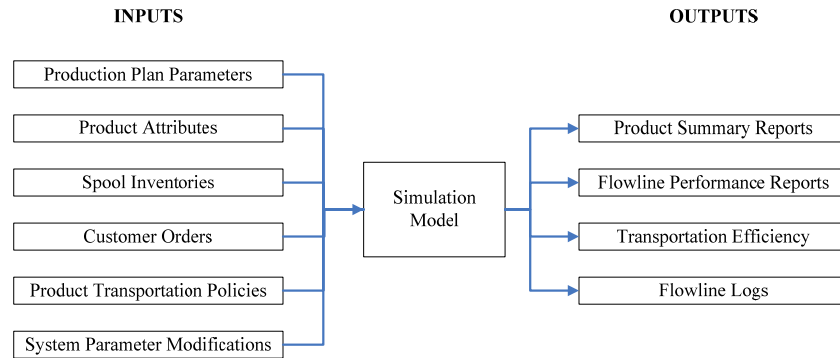 INPUTS
Production Plan Parameters
Product Attributes
Spool Inventories
Customer Orders
Product Transportation Policies
System Parameter Modifications
Simulation
Model
OUTPUTS
Product Summary Reports
Flowline Performance Reports
Transportation Efficiency
Flowline Logs